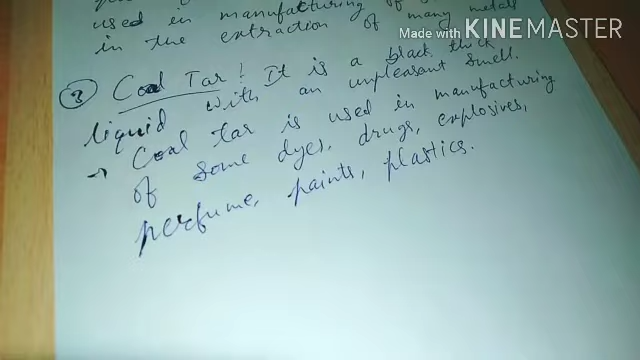 used in manufacturing of
in the extraction of many metals
Made with KINEMASTER
② Coal Tar! It is a black thick
liquid with an unpleasant smell.
→ Coal tar is used in manufacturing
of some dyes, drugs, explosives,
perfume, paints, plastics.